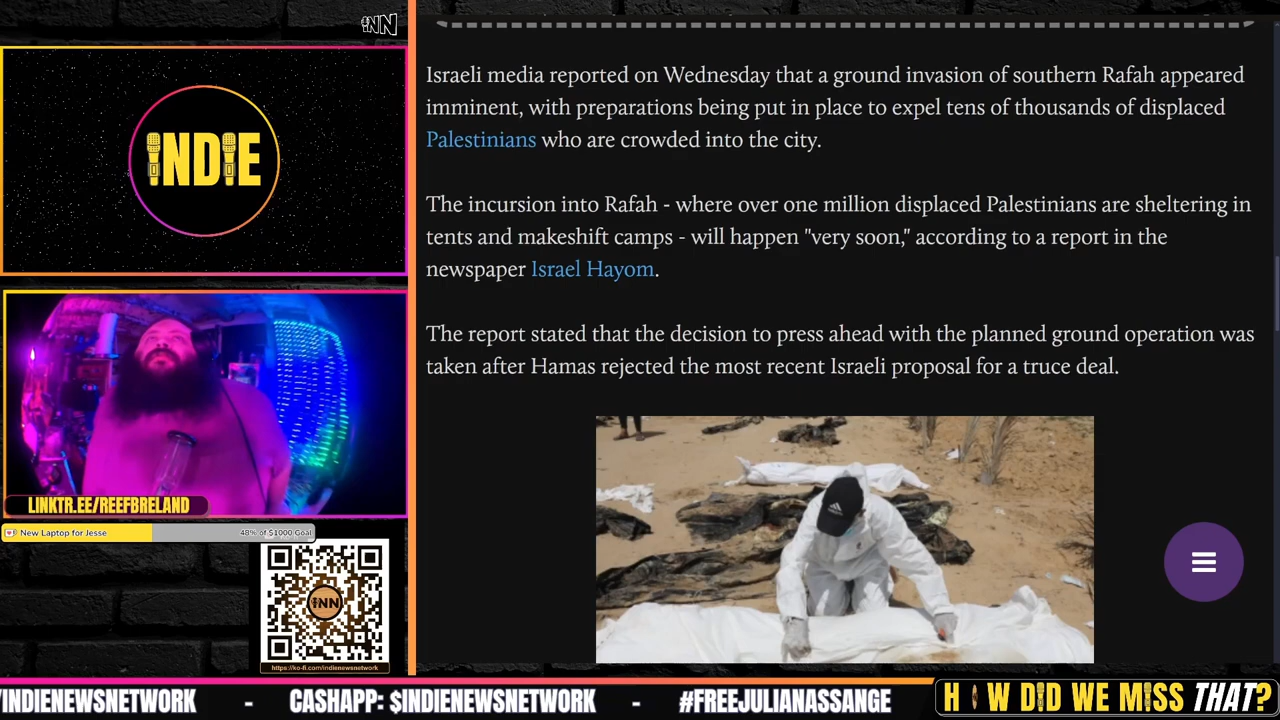 INN
INDIE
Israeli media reported on Wednesday that a ground invasion of southern Rafah appeared
imminent, with preparations being put in place to expel tens of thousands of displaced
Palestinians who are crowded into the city.
The incursion into Rafah - where over one million displaced Palestinians are sheltering in
tents and makeshift camps - will happen "very soon," according to a report in the
newspaper Israel Hayom.
The report stated that the decision to press ahead with the planned ground operation was
taken after Hamas rejected the most recent Israeli proposal for a truce deal.
LINKTR.EE/REEFBRELAND
New Laptop for Jesse 48% of $1000 Goal
INN
https://ko-fi.com/indienewsnetwork
/INDIENEWSNETWORK - CASHAPP: $INDIENEWSNETWORK - #FREEJULIANASSANGE
HOW DID WE MISS THAT?